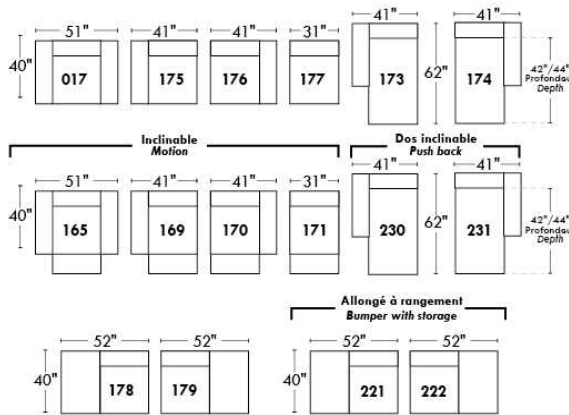 51" 41" 41" 31" 41" 41"
40" 017 175 176 177 173 62" 174 42"/44"
Profondeur
Depth
Inclinable
Motion
Dos inclinable
Push back
51" 41" 41" 31" 41" 41"
40" 165 169 170 171 230 62" 231 42"/44"
Profondeur
Depth
Allongé à rangement
Bumper with storage
52" 52" 52" 52"
40" 178 179 40" 221 222